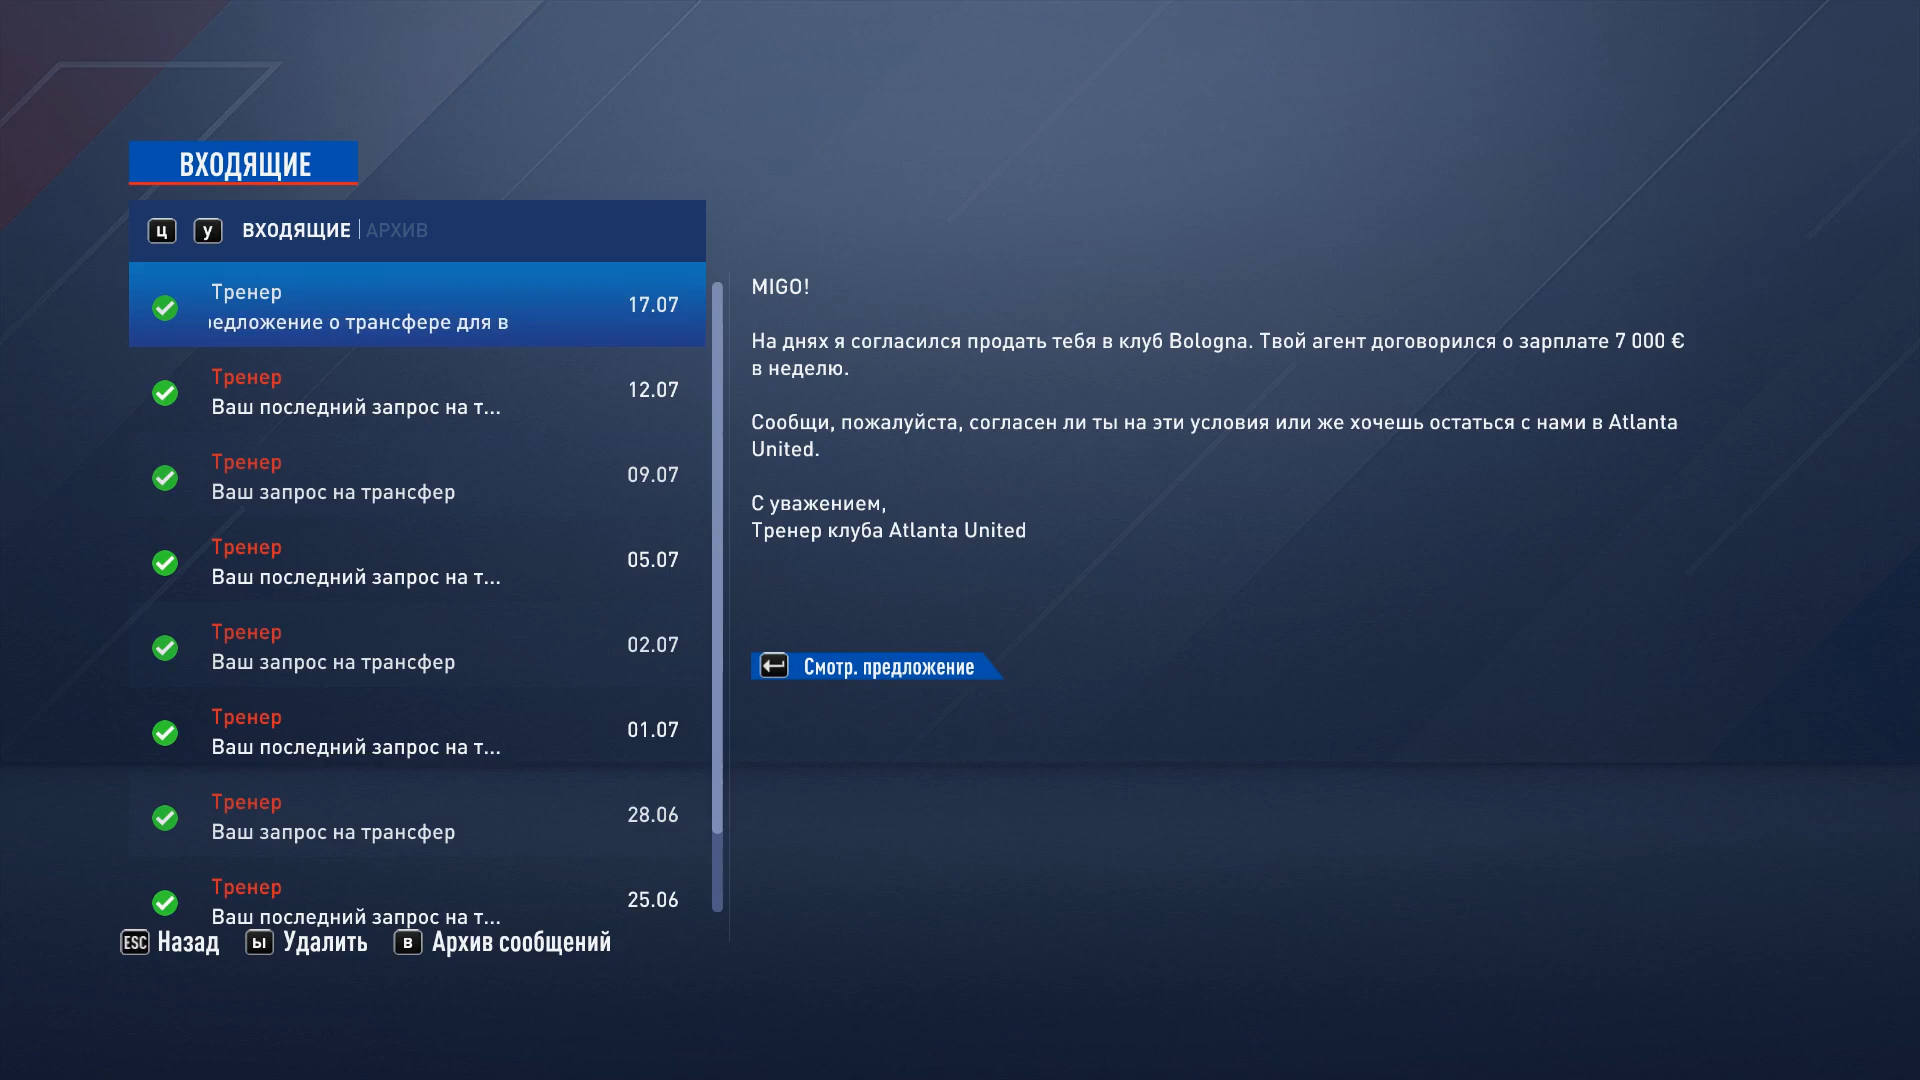 ВХОДЯЩИЕ
ц у ВХОДЯЩИЕ | АРХИВ
Тренер
едложение о трансфере для в
17.07
Тренер
Ваш последний запрос на т...
12.07
Тренер
Ваш запрос на трансфер
09.07
Тренер
Ваш последний запрос на т...
05.07
Тренер
Ваш запрос на трансфер
02.07
Тренер
Ваш последний запрос на т...
01.07
Тренер
Ваш запрос на трансфер
28.06
Тренер
Ваш последний запрос на т...
25.06
MIGO!
На днях я согласился продать тебя в клуб Bologna. Твой агент договорился о зарплате 7 000 €
в неделю.
Сообщи, пожалуйста, согласен ли ты на эти условия или же хочешь остаться с нами в Atlanta
United.
С уважением,
Тренер клуба Atlanta United
Смотр. предложение
ESC Назад ы Удалить в Архив сообщений